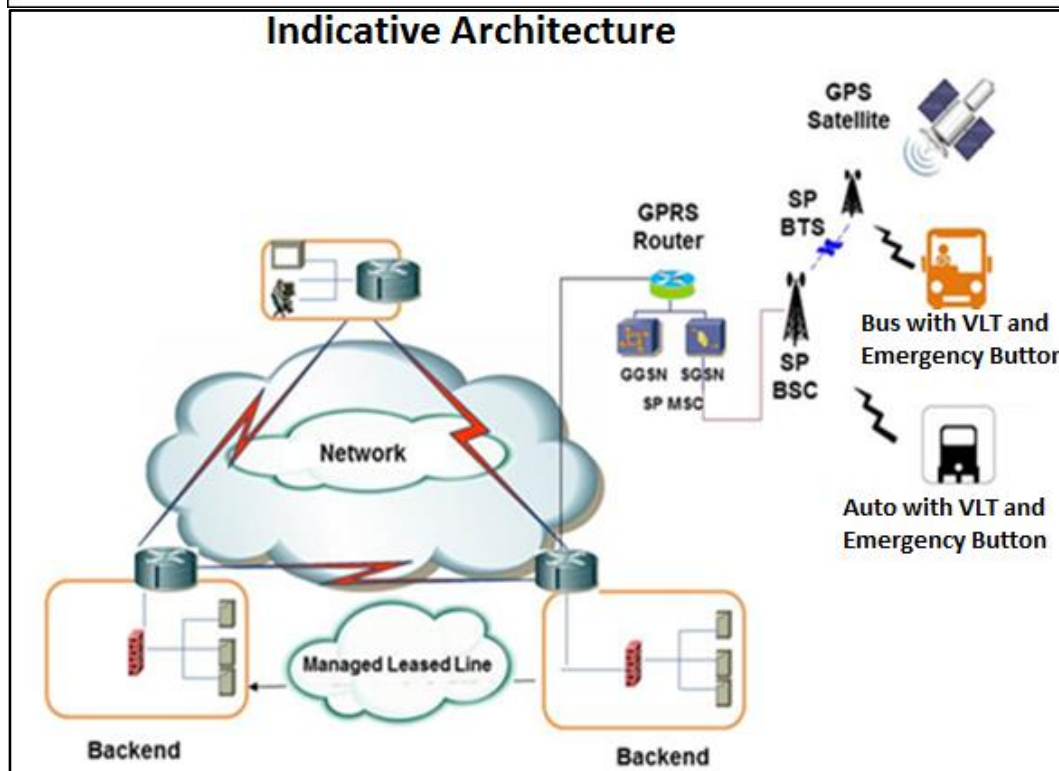 Indicative Architecture
GPS
Satellite
SP
BTS
GPRS
Router
Bus with VLT and
Emergency Button
GGSN
SGSN
SP MSC
SP
BSC
Network
Auto with VLT and
Emergency Button
Managed Leased Line
Backend
Backend